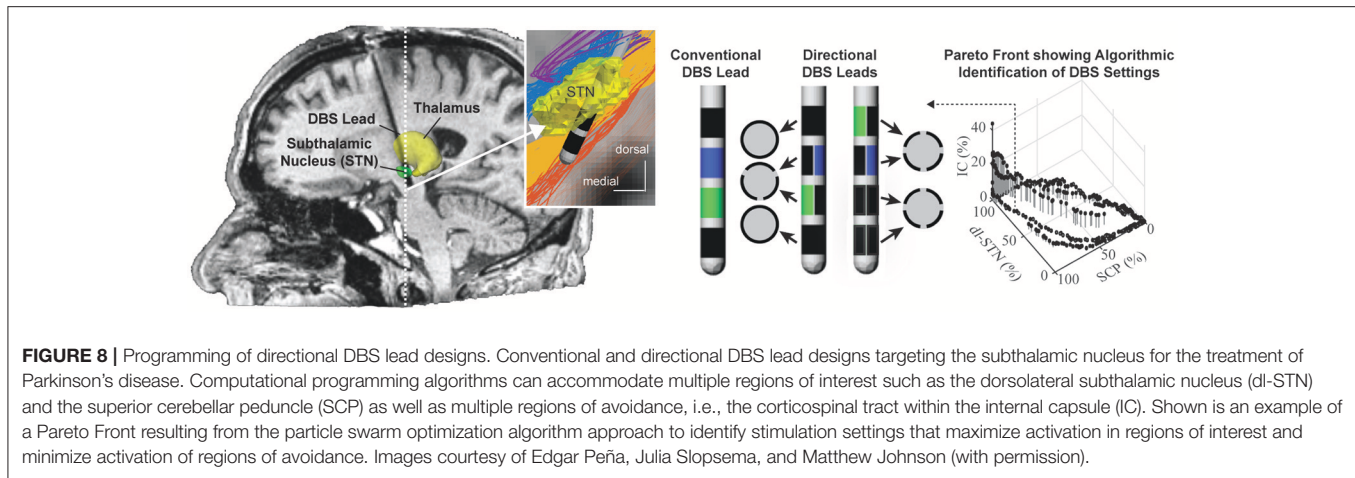 DBS Lead
Thalamus
Subthalamic
Nucleus (STN)
STN
dorsal
medial
Conventional
DBS Lead
Directional
DBS Leads
Pareto Front showing Algorithmic
Identification of DBS Settings
IC (%)
40
20
0
100
50
0
dl-STN (%)
100
50
0
SCP (%)
FIGURE 8 | Programming of directional DBS lead designs. Conventional and directional DBS lead designs targeting the subthalamic nucleus for the treatment of
Parkinson's disease. Computational programming algorithms can accommodate multiple regions of interest such as the dorsolateral subthalamic nucleus (dl-STN)
and the superior cerebellar peduncle (SCP) as well as multiple regions of avoidance, i.e., the corticospinal tract within the internal capsule (IC). Shown is an example of
a Pareto Front resulting from the particle swarm optimization algorithm approach to identify stimulation settings that maximize activation in regions of interest and
minimize activation of regions of avoidance. Images courtesy of Edgar Peña, Julia Slopsema, and Matthew Johnson (with permission).